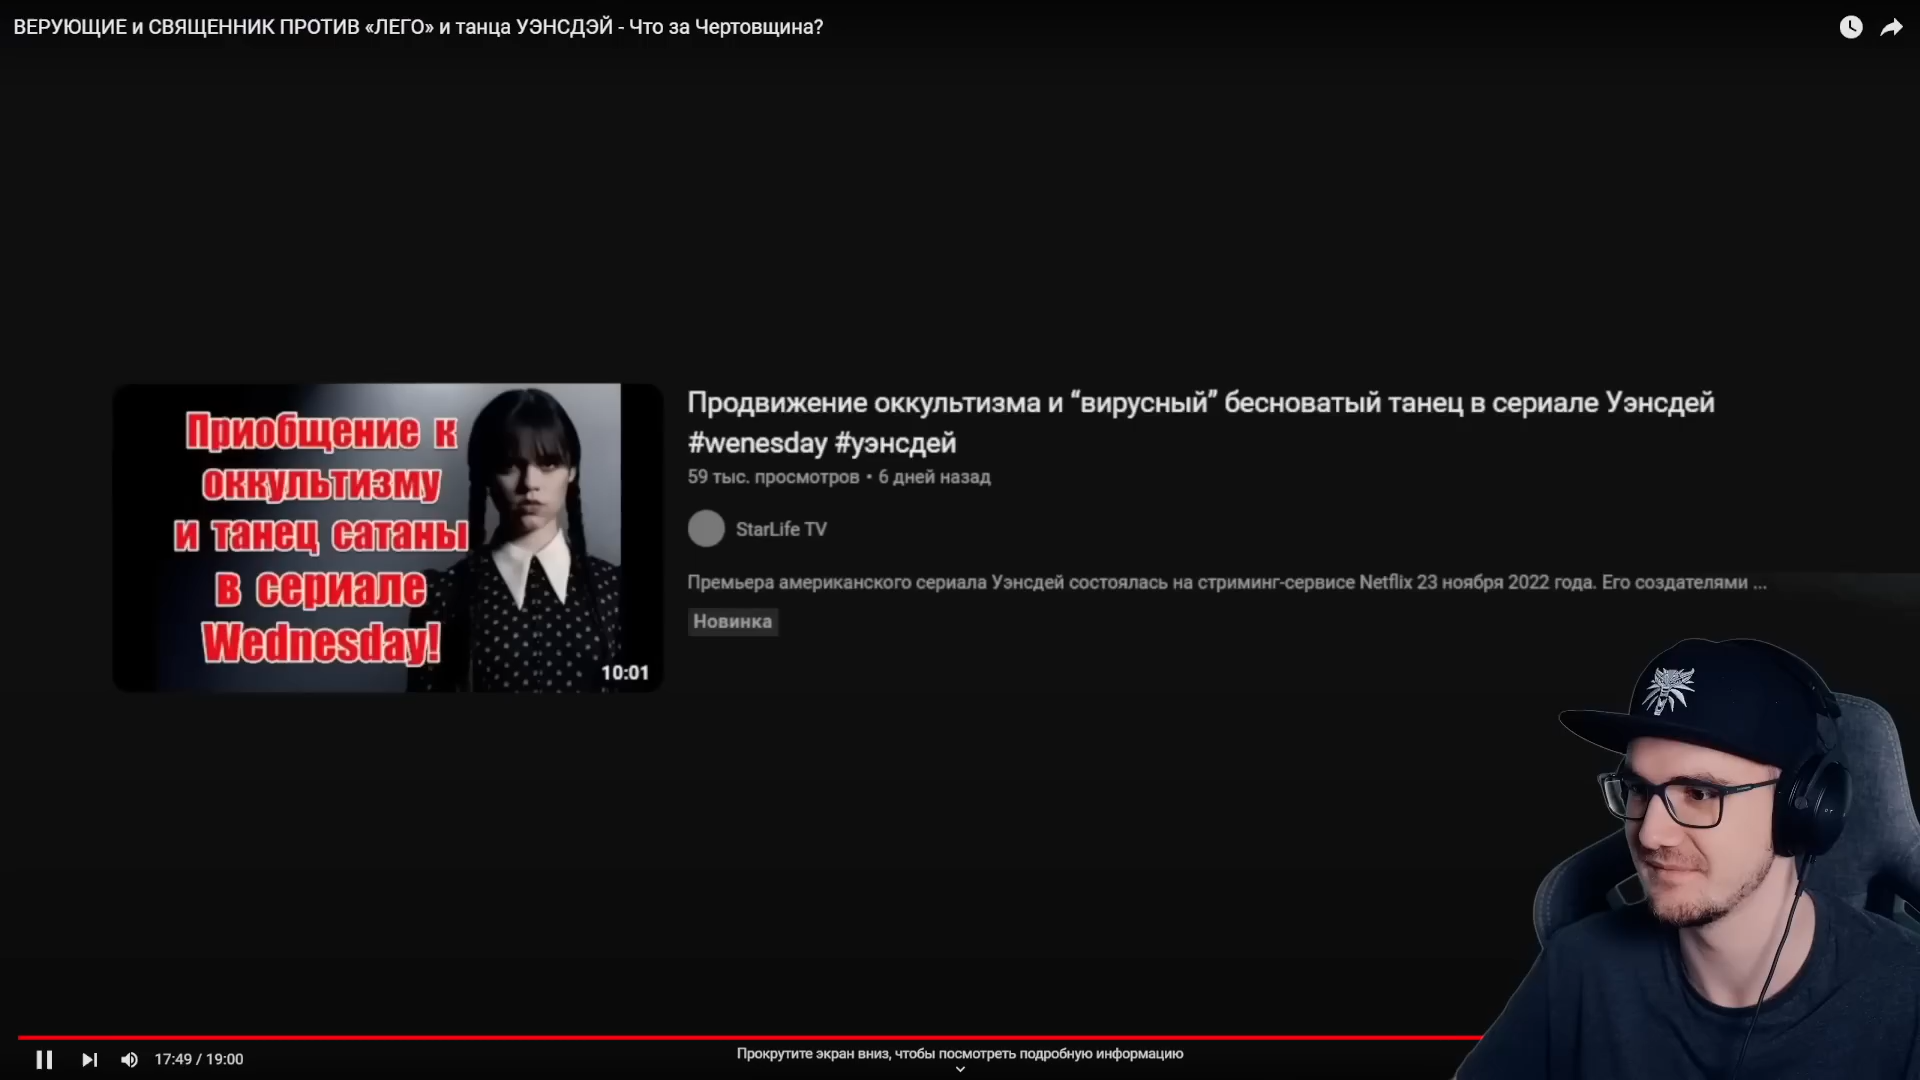 ВЕРУЮЩИЕ и СВЯЩЕННИК ПРОТИВ «ЛЕГО» и танца УЭНСДЭЙ - Что за Чертовщина?
Приобщение к
оккультизму
и танец сатаны
в сериале
Wednesday!
10:01
Продвижение оккультизма и “вирусный” бесноватый танец в сериале Уэнсдей
#wenesday #уэнсдей
59 тыс. просмотров • 6 дней назад
StarLife TV
Премьера американского сериала Уэнсдей состоялась на стриминг-сервисе Netflix 23 ноября 2022 года. Его создателями ...
Новинка
17:49 / 19:00
Прокрутите экран вниз, чтобы посмотреть подробную информацию